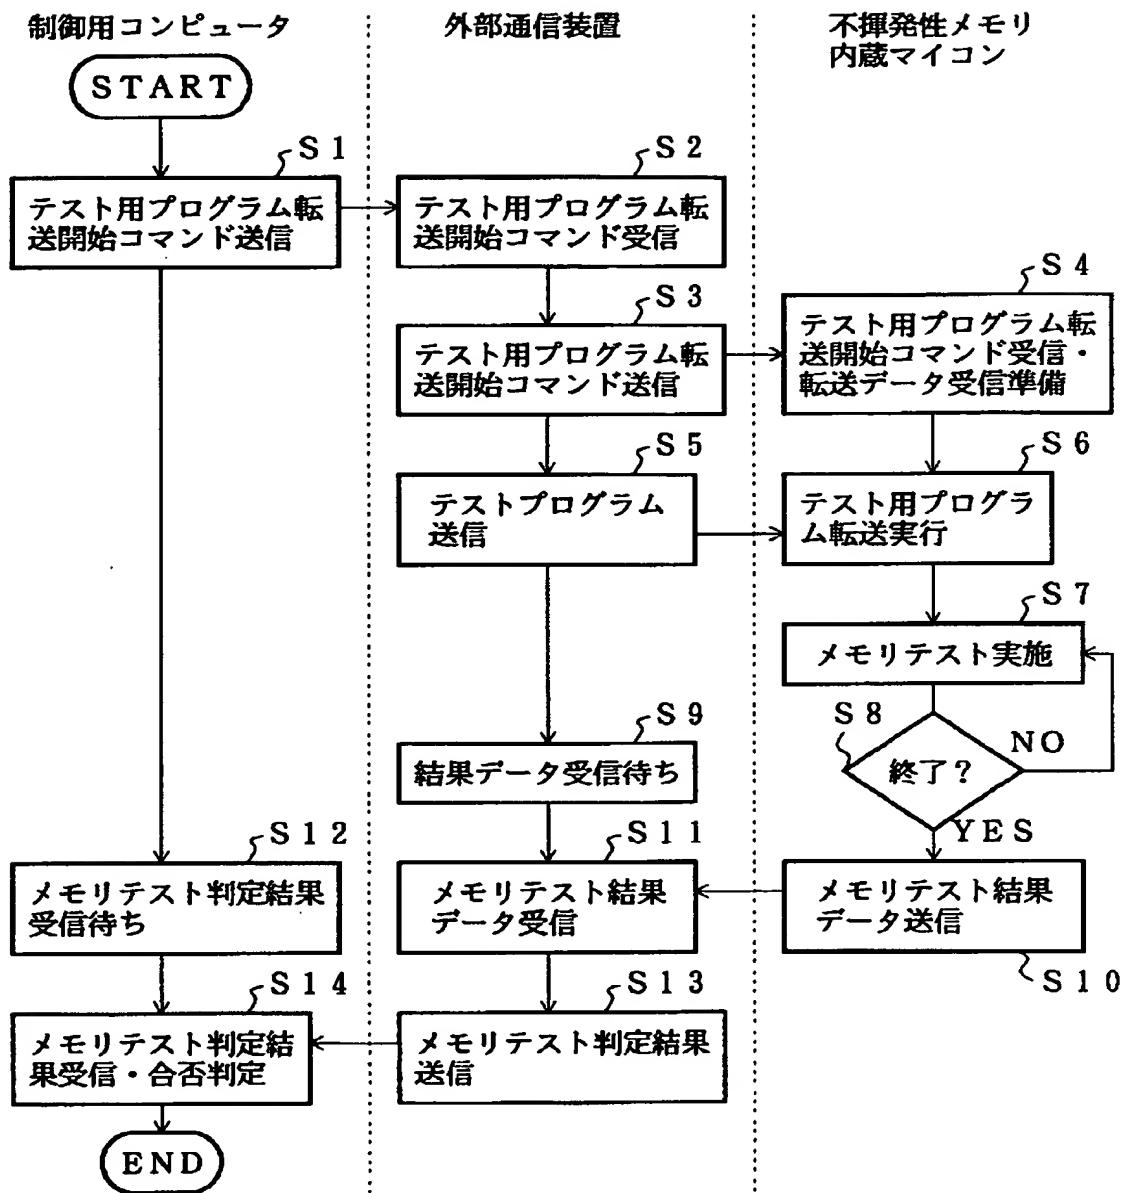 制御用コンピュータ
外部通信装置
不揮発性メモリ
内蔵マイコン
START
S1
テスト用プログラム転
送開始コマンド送信
S2
テスト用プログラム転
送開始コマンド受信
S3
テスト用プログラム転
送開始コマンド送信
S4
テスト用プログラム転
送開始コマンド受信・
転送データ受信準備
S5
テストプログラム
送信
S6
テスト用プログラ
ム転送実行
S7
メモリテスト実施
S8
終了?
NO
YES
S9
結果データ受信待ち
S10
メモリテスト結果
データ送信
S11
メモリテスト結果
データ受信
S12
メモリテスト判定結果
受信待ち
S13
メモリテスト判定結果
送信
S14
メモリテスト判定結
果受信・合否判定
END